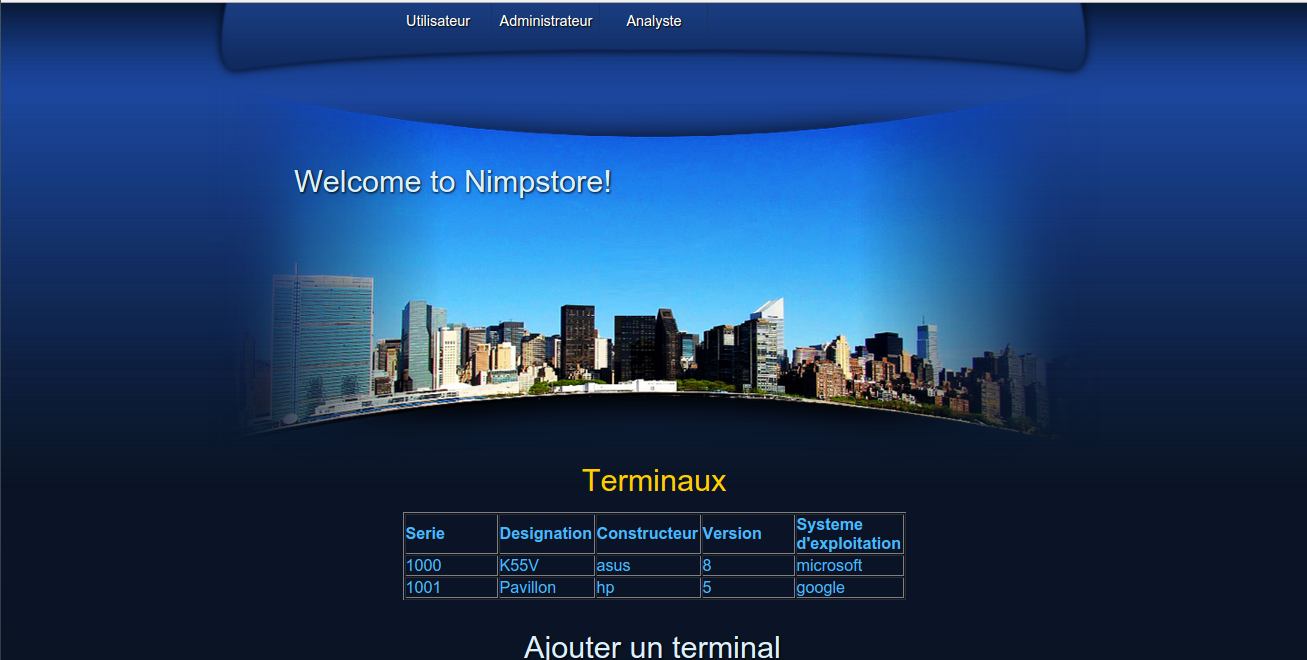 Utilisateur Administrateur Analyste
Welcome to Nimpstore!
Terminaux
Serie Designation Constructeur Version Systeme d'exploitation
1000 K55V asus 8 microsoft
1001 Pavillon hp 5 google
Ajouter un terminal